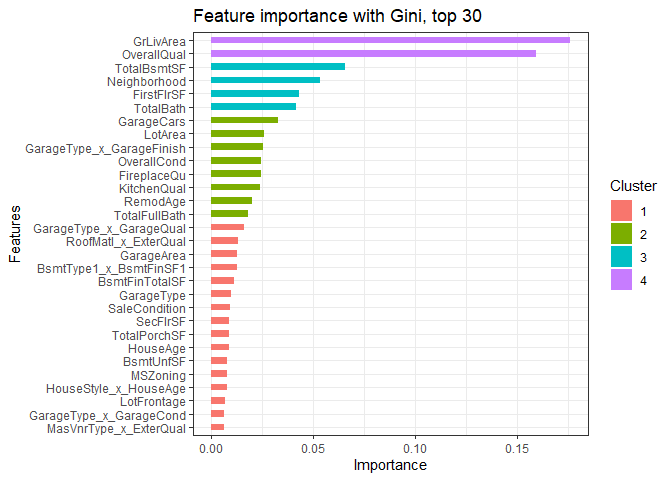 Feature importance with Gini, top 30
GrLivArea
OverallQual
TotalBsmtSF
Neighborhood
FirstFlrSF
TotalBath
GarageCars
LotArea
GarageType_x_GarageFinish
OverallCond
FireplaceQu
KitchenQual
RemodAge
TotalFullBath
GarageType_x_GarageQual
RoofMatl_x_ExterQual
GarageArea
BsmtType1_x_BsmtFinSF1
BsmtFinTotalSF
GarageType
SaleCondition
SecFlrSF
TotalPorchSF
HouseAge
BsmtUnfSF
MSZoning
HouseStyle_x_HouseAge
LotFrontage
GarageType_x_GarageCond
MasVnrType_x_ExterQual
Features
0.00 0.05 0.10 0.15
Importance
Cluster
1
2
3
4